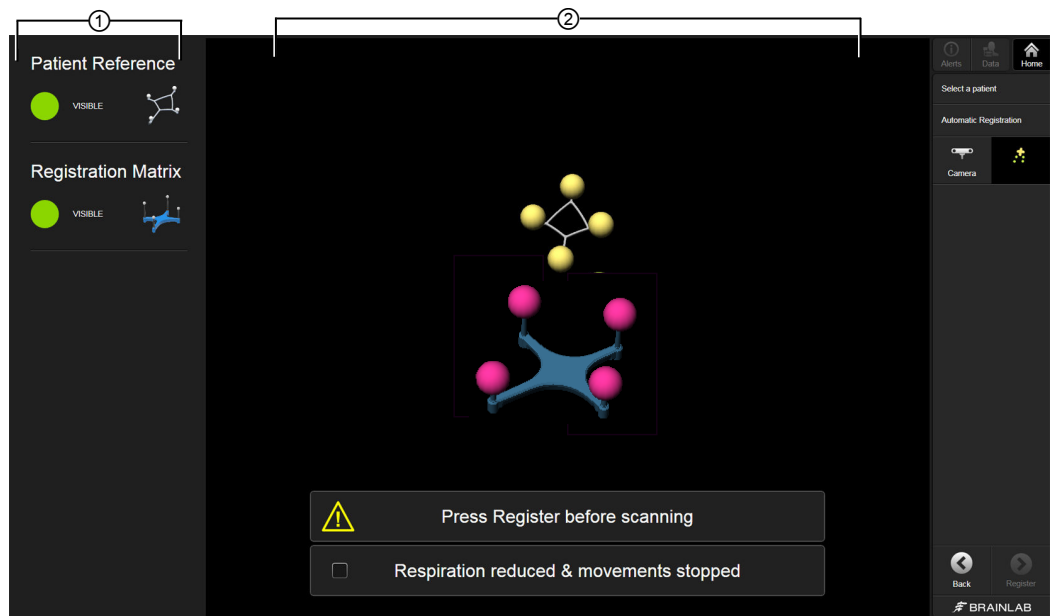 1
2
Patient Reference
VISIBLE
Registration Matrix
VISIBLE
Press Register before scanning
Respiration reduced & movements stopped
Alerts
Data
Home
Select a patient
Automatic Registration
Camera
Back
Register
BRAINLAB